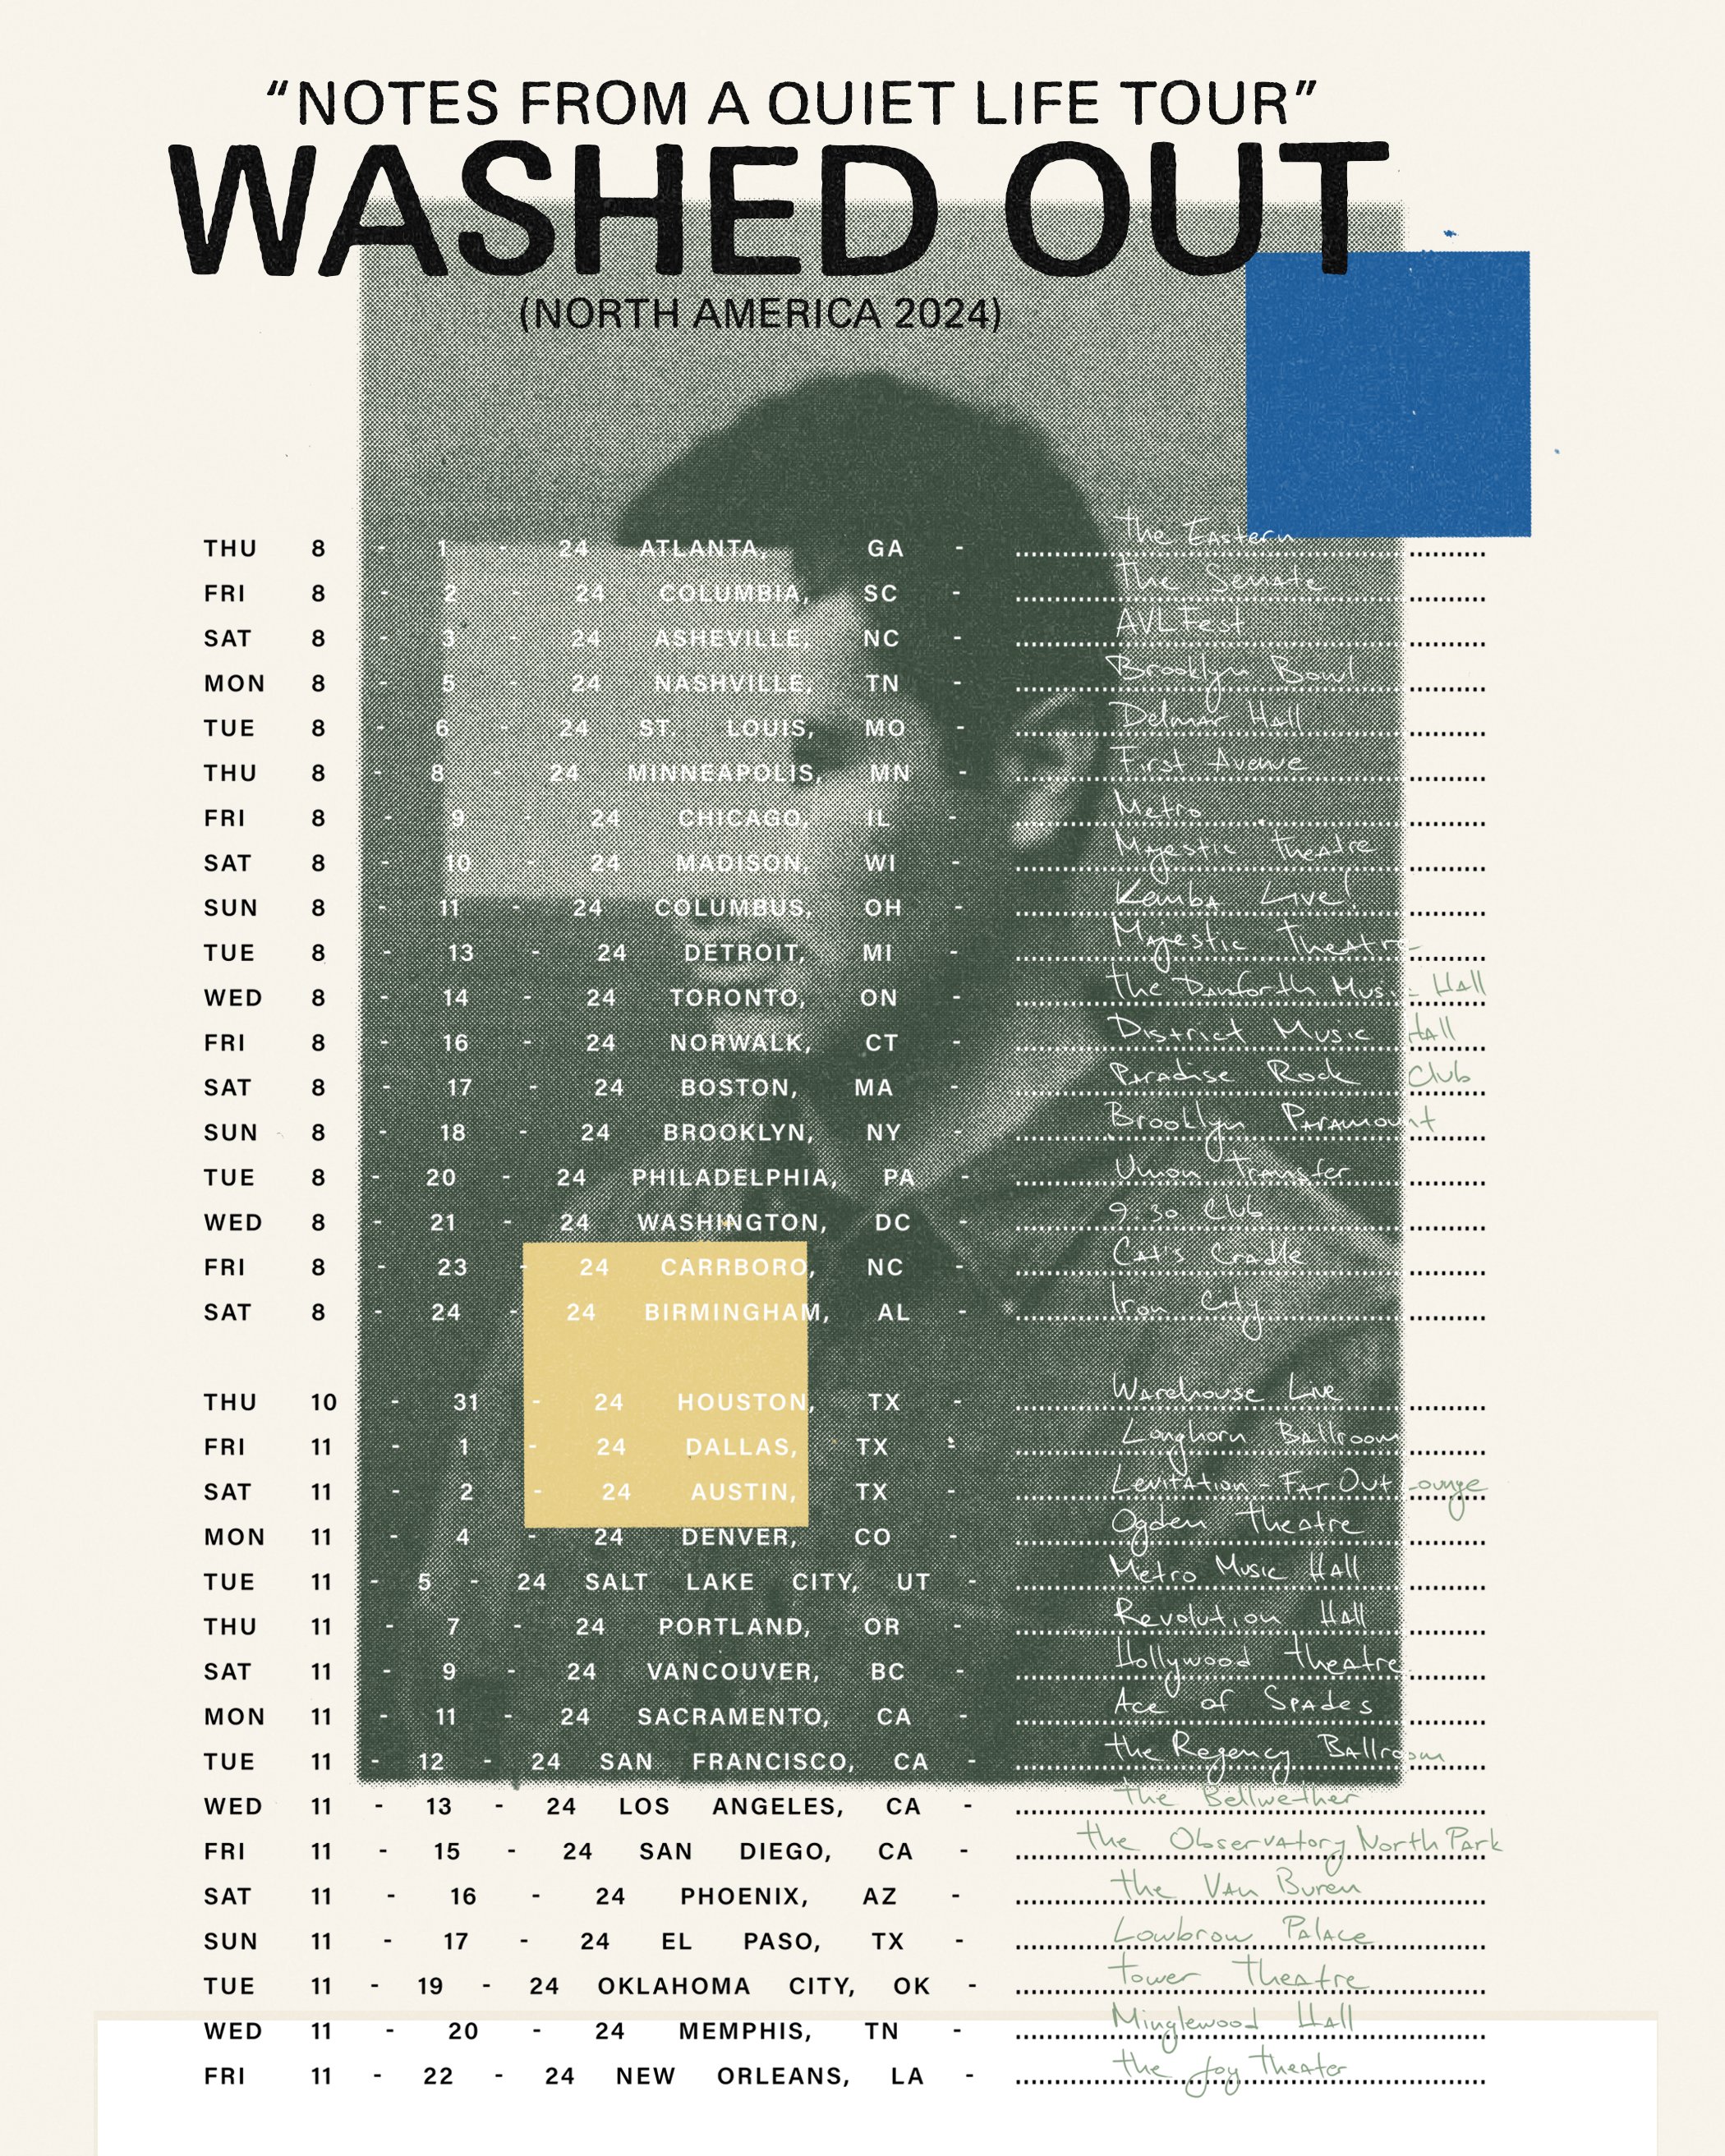 “NOTES FROM A QUIET LIFE TOUR”
WASHED OUT
(NORTH AMERICA 2024)
THU 8 - 1 - 24 ATLANTA, GA - the Eastern
FRI 8 - 2 - 24 COLUMBIA, SC - the Senate
SAT 8 - 3 - 24 ASHEVILLE, NC - AVLFest
MON 8 - 5 - 24 NASHVILLE, TN - Brooklyn Bowl
TUE 8 - 6 - 24 ST. LOUIS, MO - Delmar Hall
THU 8 - 8 - 24 MINNEAPOLIS, MN - First Avenue
FRI 8 - 9 - 24 CHICAGO, IL - Metro
SAT 8 - 10 - 24 MADISON, WI - Majestic Theatre
SUN 8 - 11 - 24 COLUMBUS, OH - Kemba Live!
TUE 8 - 13 - 24 DETROIT, MI - Majestic Theatre
WED 8 - 14 - 24 TORONTO, ON - the Danforth Music Hall
FRI 8 - 16 - 24 NORWALK, CT - District Music Hall
SAT 8 - 17 - 24 BOSTON, MA - Paradise Rock Club
SUN 8 - 18 - 24 BROOKLYN, NY - Brooklyn Paramount
TUE 8 - 20 - 24 PHILADELPHIA, PA - Union Transfer
WED 8 - 21 - 24 WASHINGTON, DC - 9:30 Club
FRI 8 - 23 - 24 CARRBORO, NC - Cat's Cradle
SAT 8 - 24 - 24 BIRMINGHAM, AL - Iron City
THU 10 - 31 - 24 HOUSTON, TX - Warehouse Live
FRI 11 - 1 - 24 DALLAS, TX - Longhorn Ballroom
SAT 11 - 2 - 24 AUSTIN, TX - Levitation - Far Out Lounge
MON 11 - 4 - 24 DENVER, CO - Ogden Theatre
TUE 11 - 5 - 24 SALT LAKE CITY, UT - Metro Music Hall
THU 11 - 7 - 24 PORTLAND, OR - Revolution Hall
SAT 11 - 9 - 24 VANCOUVER, BC - Hollywood Theatre
MON 11 - 11 - 24 SACRAMENTO, CA - Ace of Spades
TUE 11 - 12 - 24 SAN FRANCISCO, CA - the Regency Ballroom
WED 11 - 13 - 24 LOS ANGELES, CA - the Bellwether
FRI 11 - 15 - 24 SAN DIEGO, CA - the Observatory North Park
SAT 11 - 16 - 24 PHOENIX, AZ - the Van Buren
SUN 11 - 17 - 24 EL PASO, TX - Lowbrow Palace
TUE 11 - 19 - 24 OKLAHOMA CITY, OK - Tower Theatre
WED 11 - 20 - 24 MEMPHIS, TN - Minglewood Hall
FRI 11 - 22 - 24 NEW ORLEANS, LA - the Joy Theater